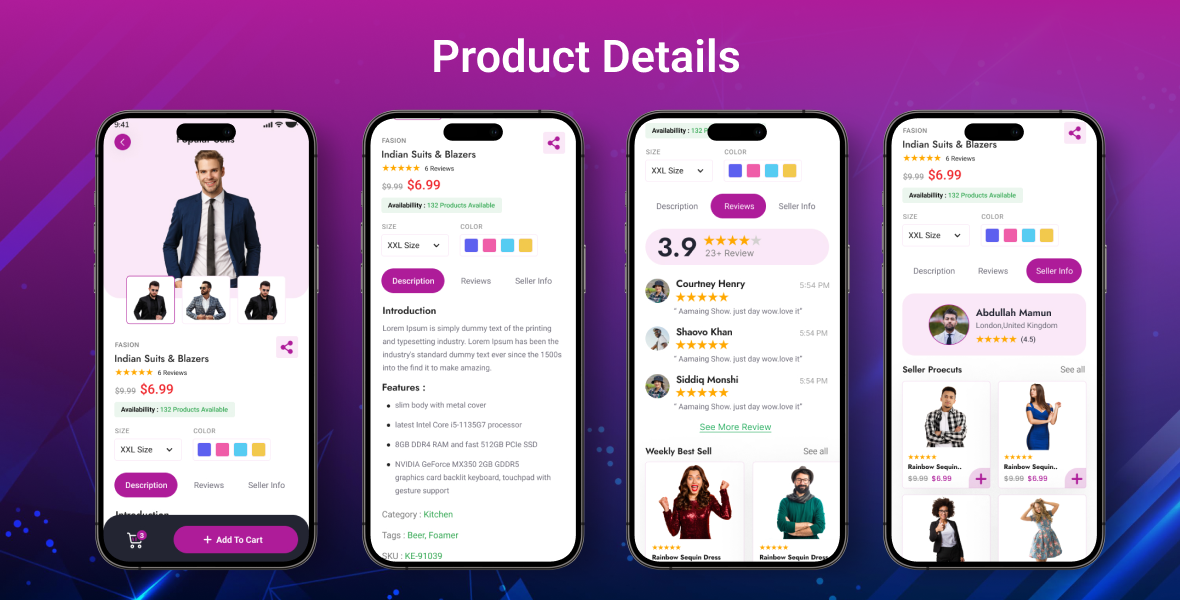 Product Details
9:41
FASION
Indian Suits & Blazers
6 Reviews
$9.99 $6.99
Availability : 132 Products Available
SIZE
COLOR
XXL Size
Description
Reviews
Seller Info
3
+ Add To Cart
FASION
Indian Suits & Blazers
6 Reviews
$9.99 $6.99
Availability : 132 Products Available
SIZE
COLOR
XXL Size
Description
Reviews
Seller Info
Introduction
Lorem Ipsum is simply dummy text of the printing
and typesetting industry. Lorem Ipsum has been the
industry's standard dummy text ever since the 1500s
into the find it to make amazing.
Features :
slim body with metal cover
latest Intel Core i5-1135G7 processor
8GB DDR4 RAM and fast 512GB PCIe SSD
NVIDIA GeForce MX350 2GB GDDR5
graphics card backlit keyboard, touchpad with
gesture support
Category : Kitchen
Tags : Beer, Foamer
SKU : KE-91039
Availability : 132
SIZE
COLOR
XXL Size
Description
Reviews
Seller Info
3.9
23+ Review
Courtney Henry
5:54 PM
" Aamaing Show. just day wow.love it"
Shaovo Khan
5:54 PM
" Aamaing Show. just day wow.love it"
Siddiq Monshi
5:54 PM
" Aamaing Show. just day wow.love it"
See More Review
Weekly Best Sell
See all
Rainbow Sequin Dress
Rainbow Sequin Dress
FASION
Indian Suits & Blazers
6 Reviews
$9.99 $6.99
Availability : 132 Products Available
SIZE
COLOR
XXL Size
Description
Reviews
Seller Info
Abdullah Mamun
London,United Kingdom
(4.5)
Seller Proecuts
See all
Rainbow Sequin..
$9.99 $6.99
+
Rainbow Sequin..
$9.99 $6.99
+